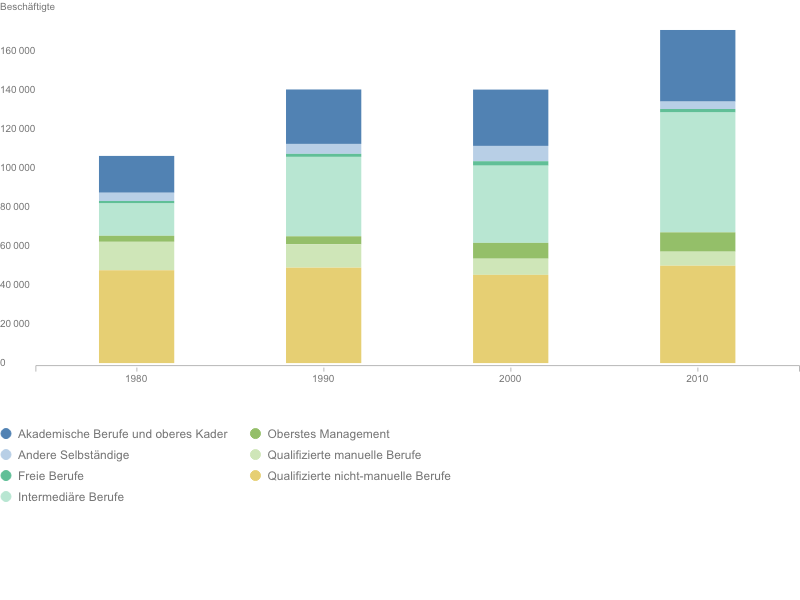 Beschäftigte
160 000
140 000
120 000
100 000
80 000
60 000
40 000
20 000
0
1980 1990 2000 2010
Akademische Berufe und oberes Kader
Andere Selbständige
Freie Berufe
Intermediäre Berufe
Oberstes Management
Qualifizierte manuelle Berufe
Qualifizierte nicht-manuelle Berufe